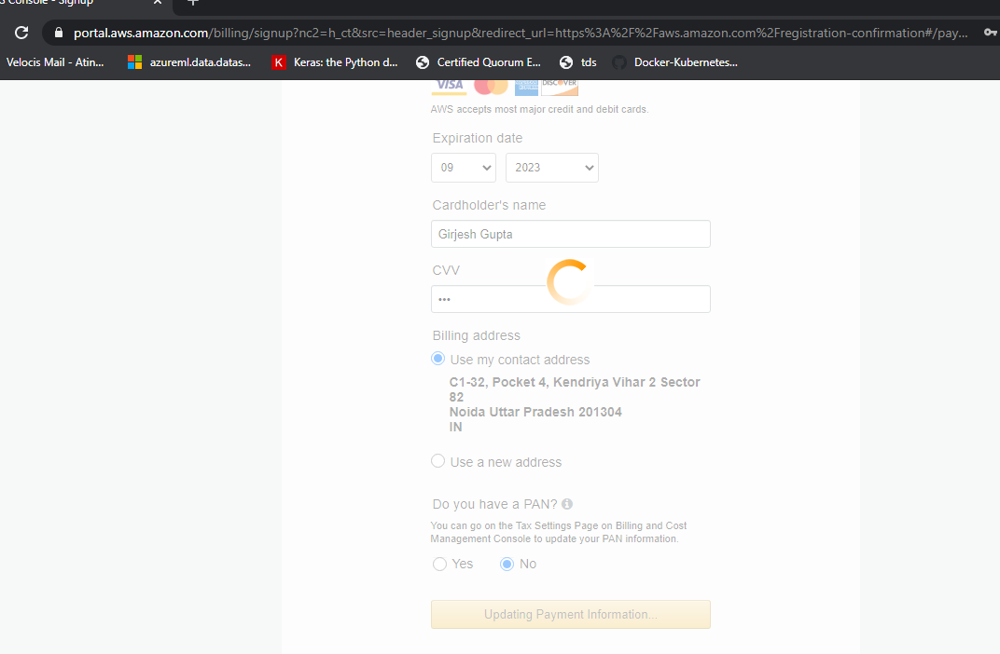 S Console - Signup
portal.aws.amazon.com/billing/signup?nc2=h_ct&src=header_signup&redirect_url=https%3A%2F%2Faws.amazon.com%2Fregistration-confirmation#/pay...
Velocis Mail - Atin... azureml.data.datas... K Keras: the Python d... Certified Quorum E... tds Docker-Kubernetes...
VISA DISCOVER
AWS accepts most major credit and debit cards.
Expiration date
09 2023
Cardholder's name
Girjesh Gupta
CVV
•••
Billing address
Use my contact address
C1-32, Pocket 4, Kendriya Vihar 2 Sector
82
Noida Uttar Pradesh 201304
IN
Use a new address
Do you have a PAN?
You can go on the Tax Settings Page on Billing and Cost
Management Console to update your PAN information.
Yes No
Updating Payment Information...